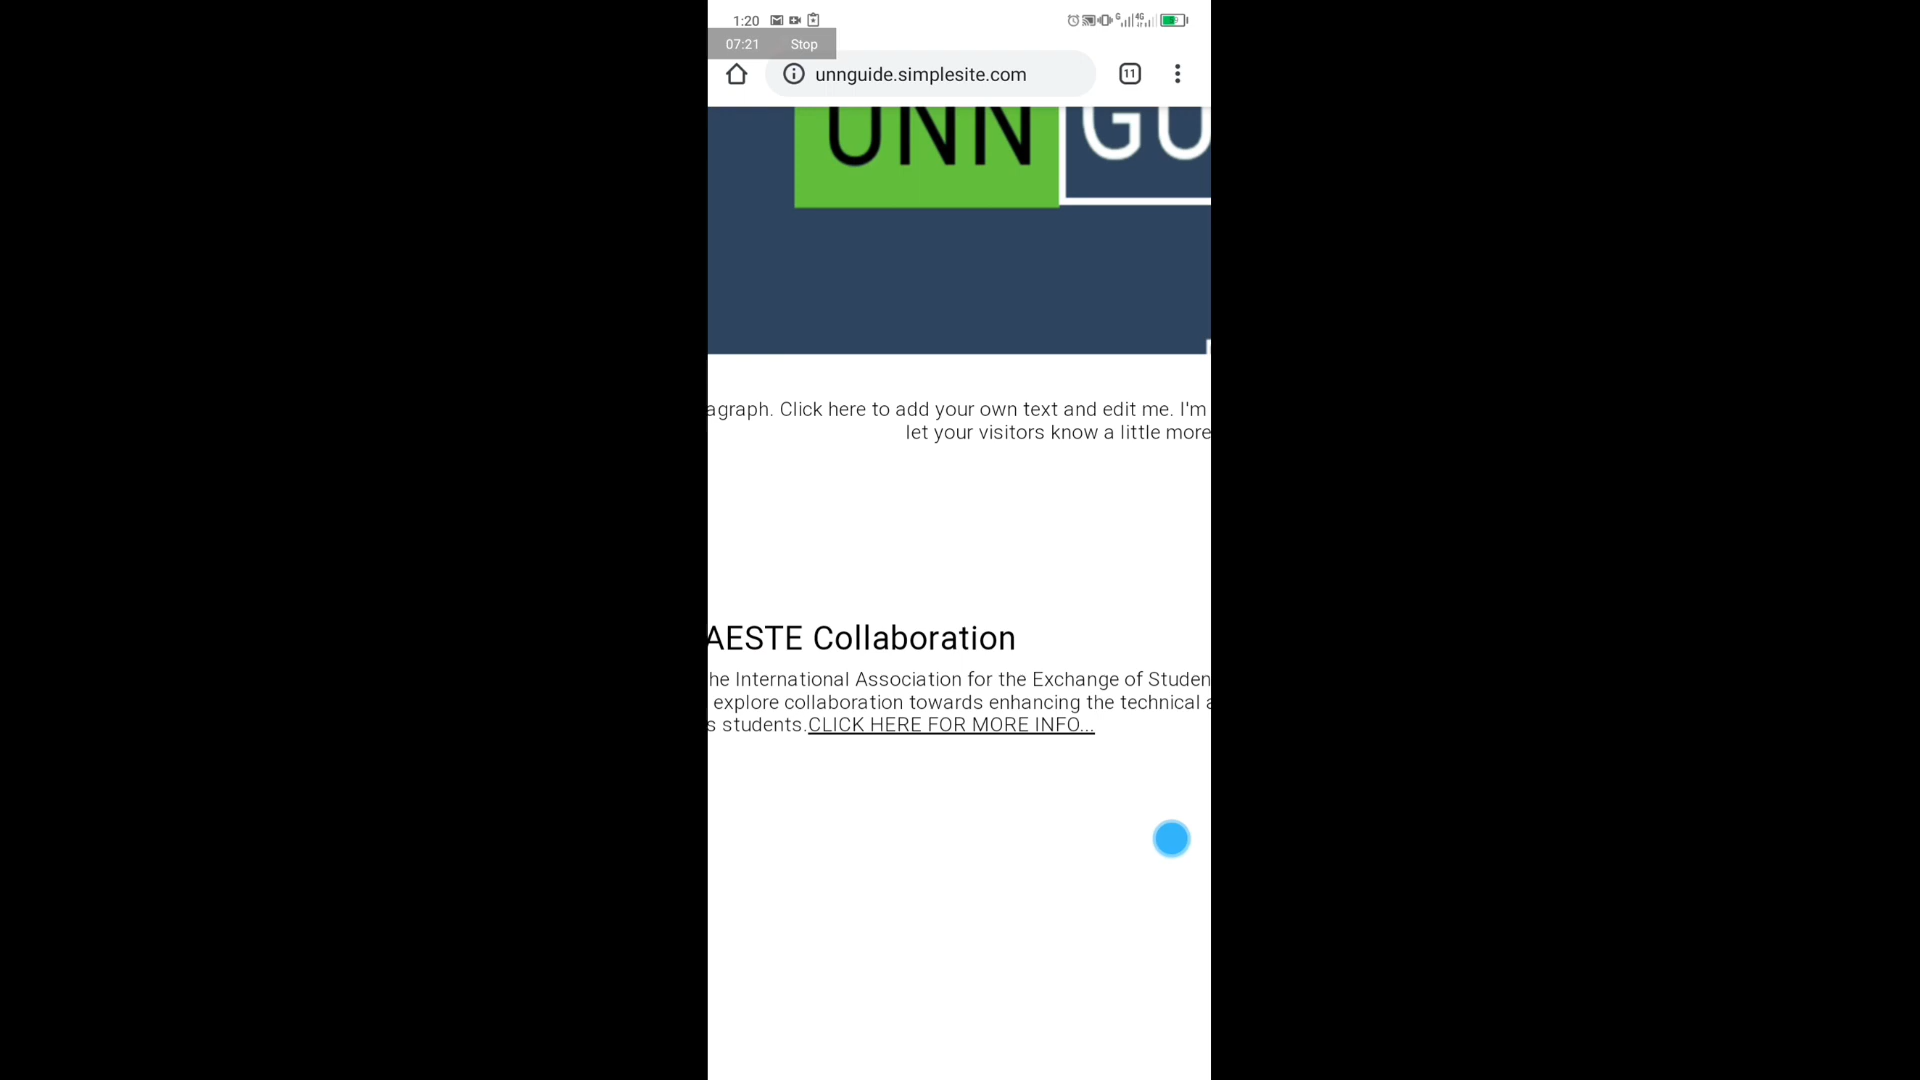 1:20
G 4G
07:21 Stop
unnguide.simplesite.com 11
UNN GU
agraph. Click here to add your own text and edit me. I'm
let your visitors know a little more
AESTE Collaboration
he International Association for the Exchange of Studen
explore collaboration towards enhancing the technical a
s students.CLICK HERE FOR MORE INFO...